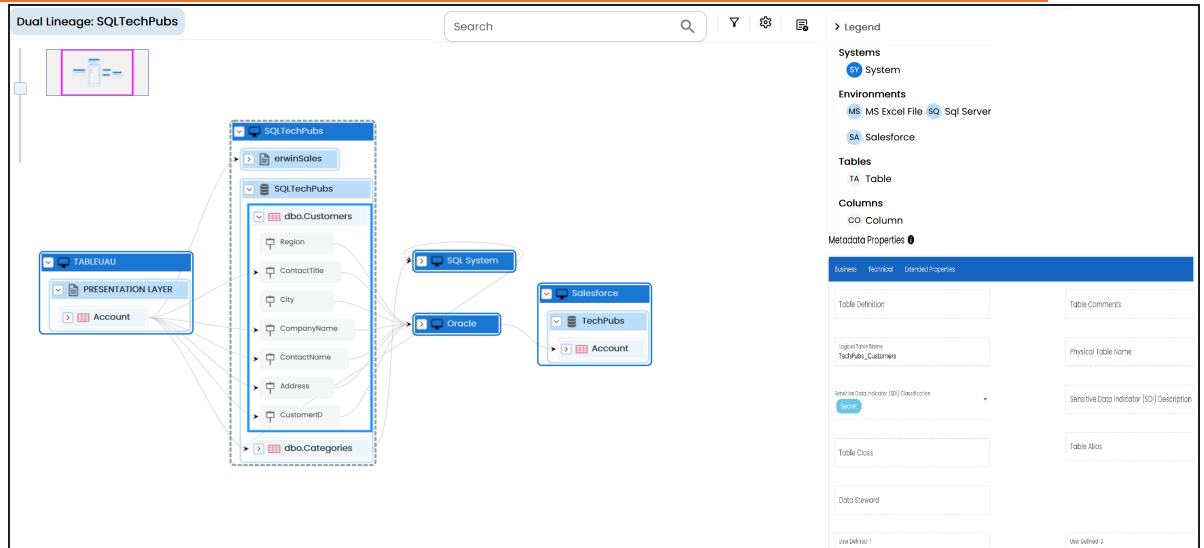 Dual Lineage: SQLTechPubs
Search
Legend
Systems
SY System
Environments
MS MS Excel File SQ Sql Server
SA Salesforce
Tables
TA Table
Columns
CO Column
Metadata Properties
Business Technical Extended Properties
Table Definition
Table Comments
Logical Table Name
TechPubs_Customers
Physical Table Name
Sensitive Data Indicator (SDI) Classification
Secret
Sensitive Data Indicator (SDI) Description
Table Class
Table Alias
Data Steward
User Defined-1
User Defined-2
TABLEUAU
PRESENTATION LAYER
Account
SQLTechPubs
erwinSales
SQLTechPubs
dbo.Customers
Region
ContactTitle
City
CompanyName
ContactName
Address
CustomerID
dbo.Categories
SQL System
Oracle
Salesforce
TechPubs
Account